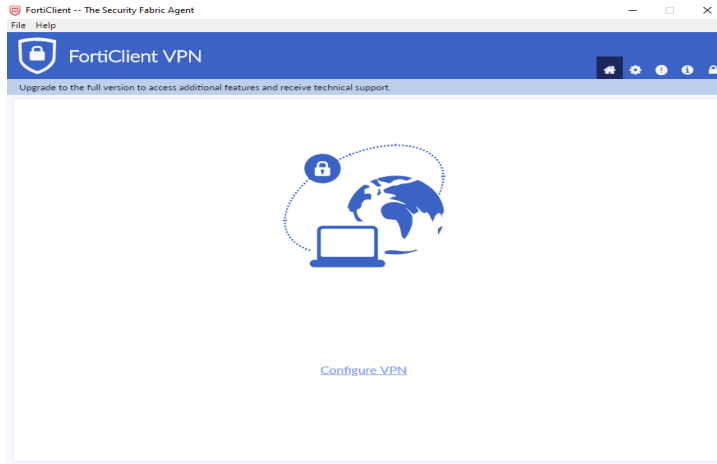 FortiClient -- The Security Fabric Agent
File Help
FortiClient VPN
Upgrade to the full version to access additional features and receive technical support.
Configure VPN